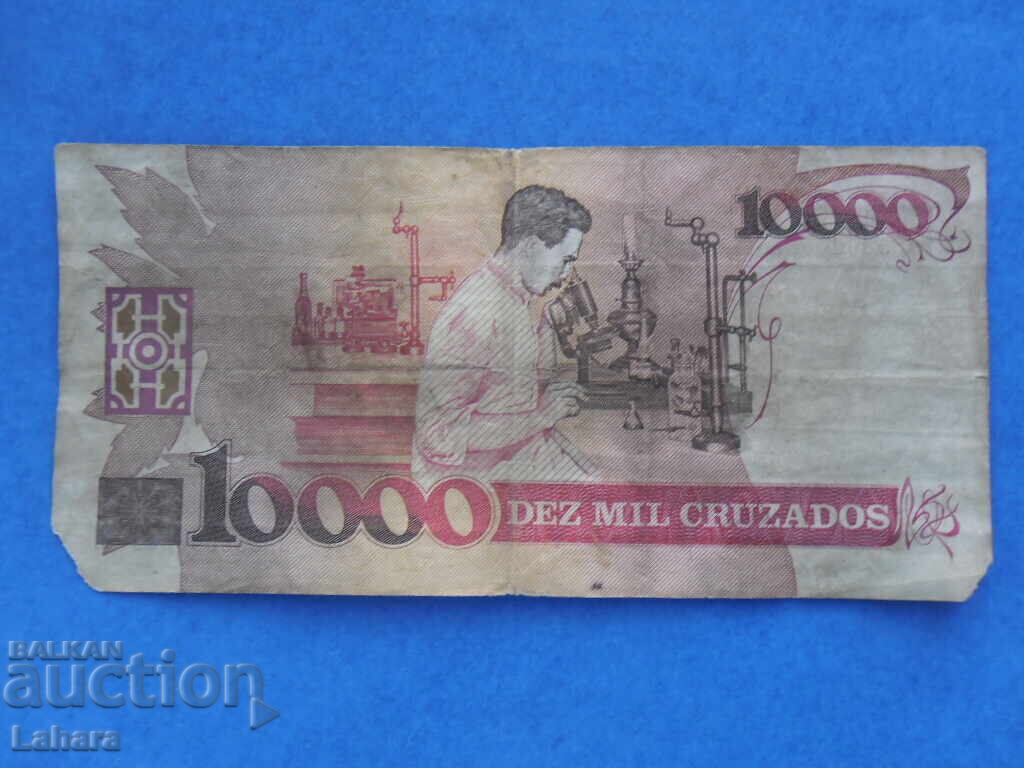 10000
10000 DEZ MIL CRUZADOS
BALKAN
auction
Lahara